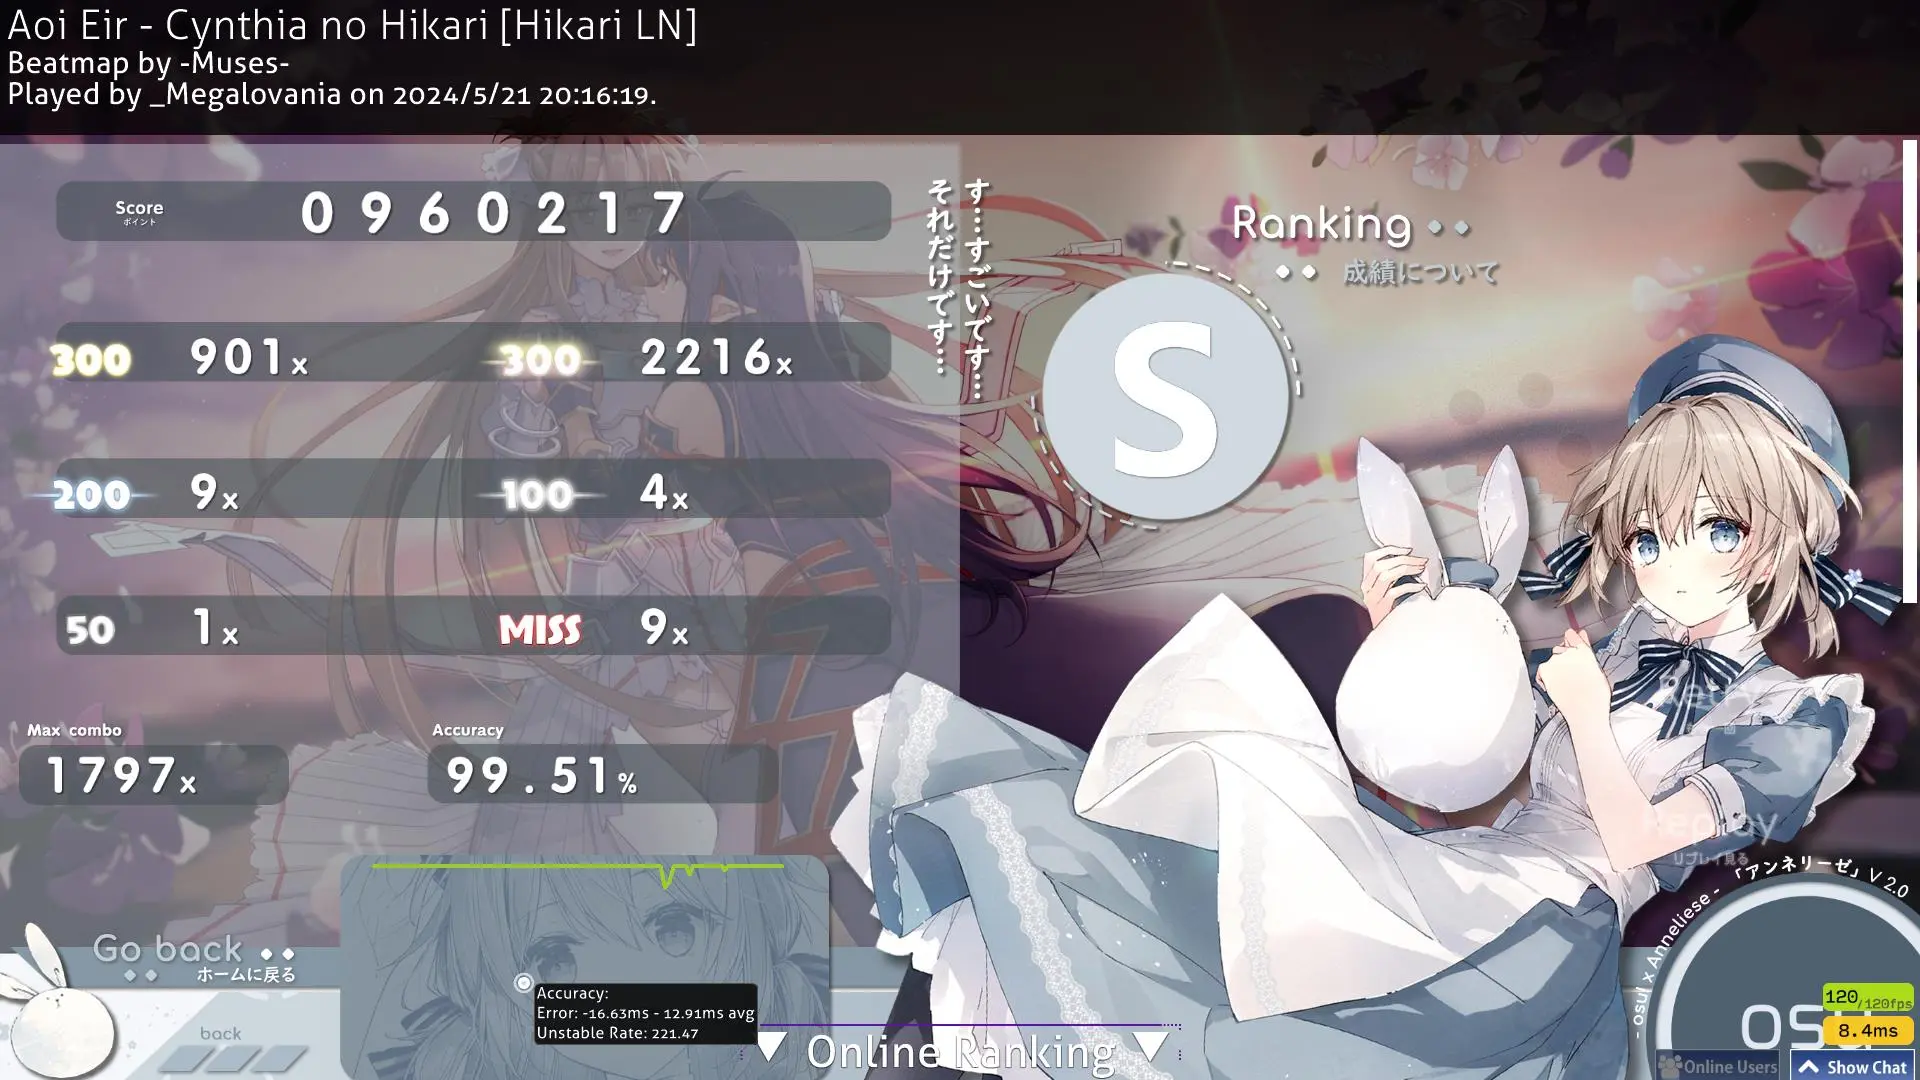 Aoi Eir - Cynthia no Hikari [Hikari LN]
Beatmap by -Muses-
Played by _Megalovania on 2024/5/21 20:16:19.
Score
ポイント
0960217
300 901x 300 2216x
200 9x 100 4x
50 1x MISS 9x
Max combo
1797x
Accuracy
99.51%
す…すごいです…
それだけです…
Ranking
成績について
S
Replay
リプレイ見る
- osu! x Anneliese - 「アンネリーゼ」 V 2.0
Go back
ホームに戻る
back
Accuracy:
Error: -16.63ms - 12.91ms avg
Unstable Rate: 221.47
Online Ranking
120/120fps
8.4ms
Online Users
Show Chat